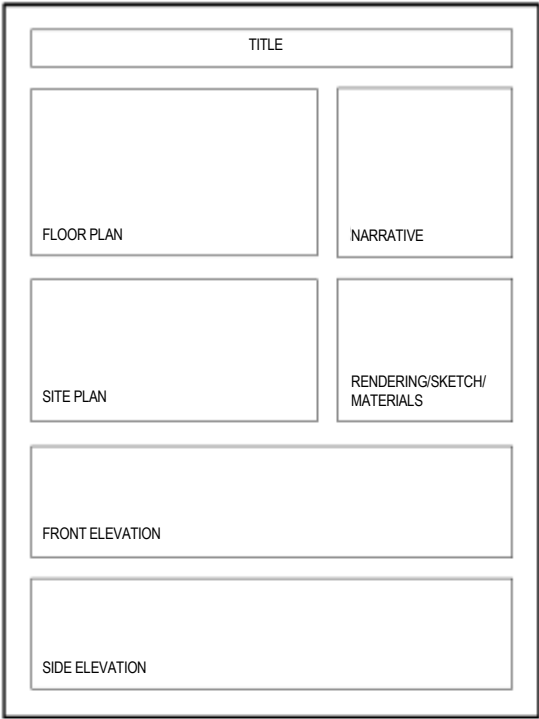 TITLE
FLOOR PLAN
NARRATIVE
SITE PLAN
RENDERING/SKETCH/
MATERIALS
FRONT ELEVATION
SIDE ELEVATION